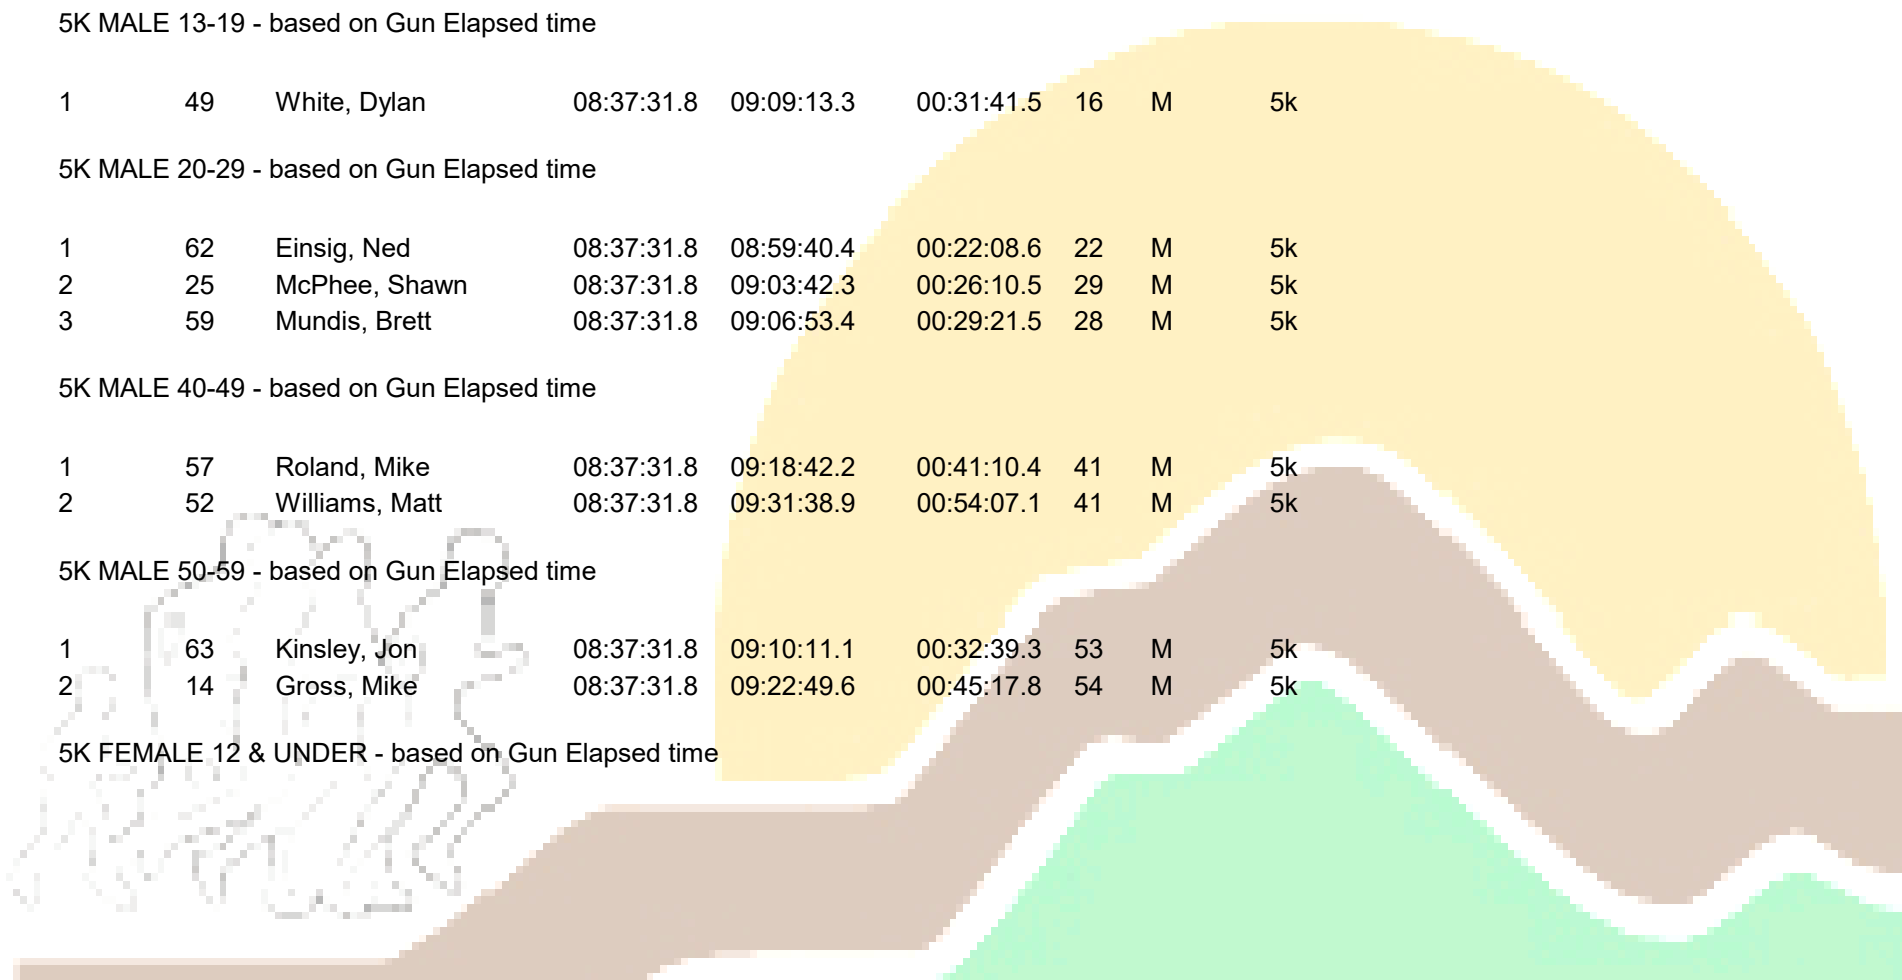 5K MALE 13-19 - based on Gun Elapsed time
1 49 White, Dylan 08:37:31.8 09:09:13.3 00:31:41.5 16 M 5k
5K MALE 20-29 - based on Gun Elapsed time
1 62 Einsig, Ned 08:37:31.8 08:59:40.4 00:22:08.6 22 M 5k
2 25 McPhee, Shawn 08:37:31.8 09:03:42.3 00:26:10.5 29 M 5k
3 59 Mundis, Brett 08:37:31.8 09:06:53.4 00:29:21.5 28 M 5k
5K MALE 40-49 - based on Gun Elapsed time
1 57 Roland, Mike 08:37:31.8 09:18:42.2 00:41:10.4 41 M 5k
2 52 Williams, Matt 08:37:31.8 09:31:38.9 00:54:07.1 41 M 5k
5K MALE 50-59 - based on Gun Elapsed time
1 63 Kinsley, Jon 08:37:31.8 09:10:11.1 00:32:39.3 53 M 5k
2 14 Gross, Mike 08:37:31.8 09:22:49.6 00:45:17.8 54 M 5k
5K FEMALE 12 & UNDER - based on Gun Elapsed time